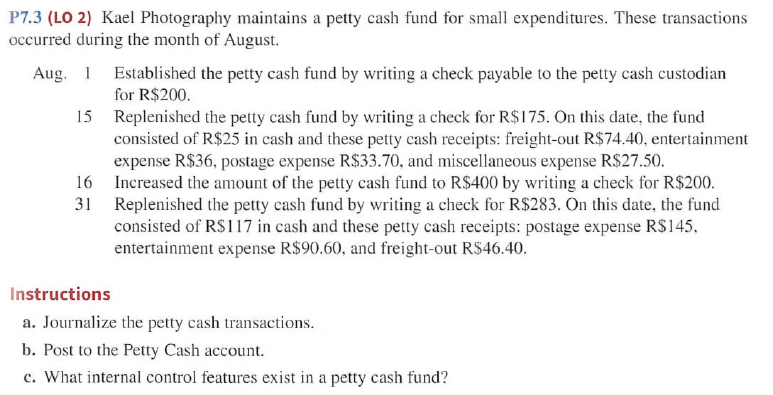 P7.3 (LO 2) Kael Photography maintains a petty cash fund for small expenditures. These transactions
occurred during the month of August.
Aug. 1 Established the petty cash fund by writing a check payable to the petty cash custodian
for R$200.
15 Replenished the petty cash fund by writing a check for R$175. On this date, the fund
consisted of R$25 in cash and these petty cash receipts: freight-out R$74.40, entertainment
expense R$36, postage expense R$33.70, and miscellaneous expense R$27.50.
16 Increased the amount of the petty cash fund to R$400 by writing a check for R$200.
31 Replenished the petty cash fund by writing a check for R$283. On this date, the fund
consisted of R$117 in cash and these petty cash receipts: postage expense R$145,
entertainment expense R$90.60, and freight-out R$46.40.
Instructions
a. Journalize the petty cash transactions.
b. Post to the Petty Cash account.
c. What internal control features exist in a petty cash fund?